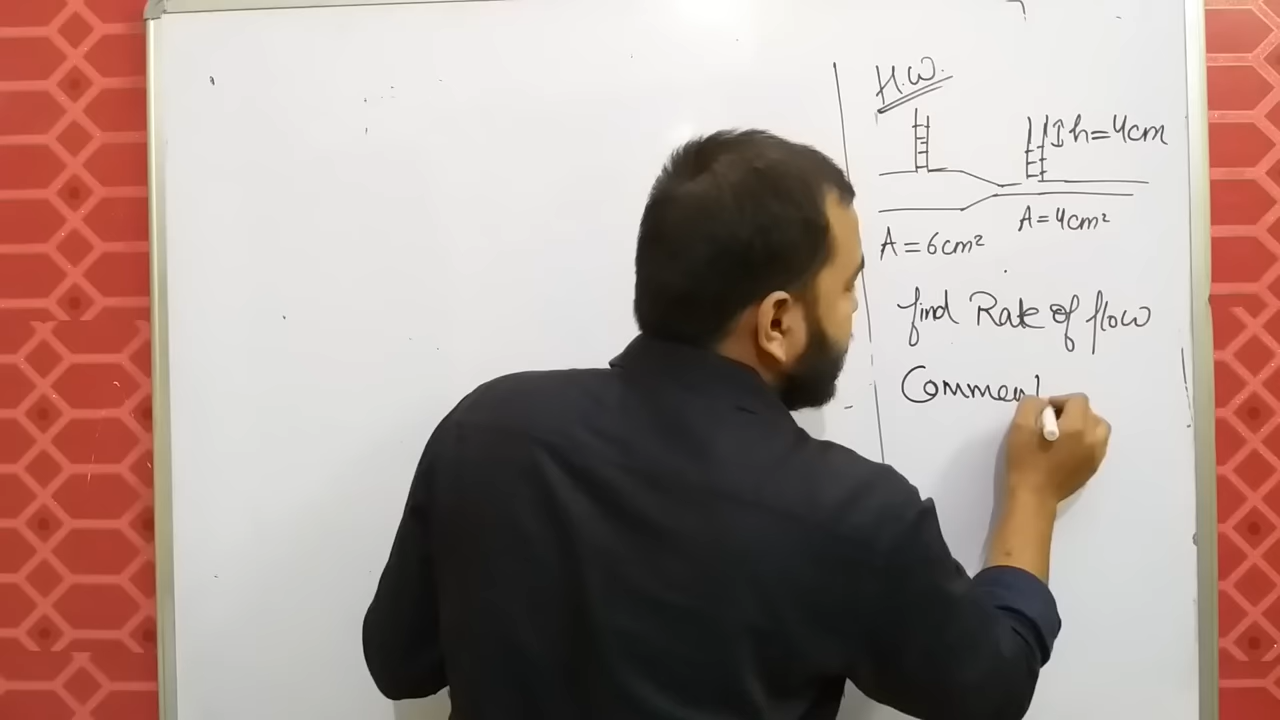 H.W.
h=4cm
A=4cm²
A=6cm²
find Rate of flow
Comment